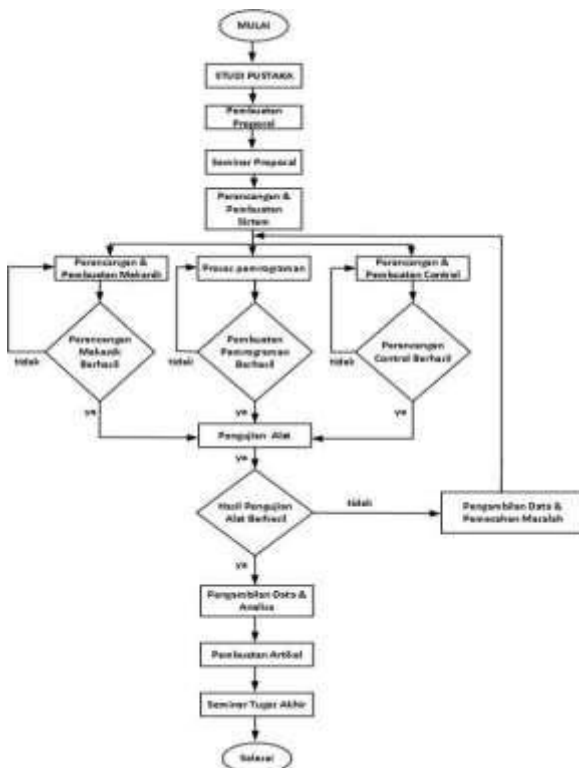 MULAI
STUDI PUSTAKA
Pembuatan
Proposal
Seminar Proposal
Perancangan &
Pembuatan
Sistem
Perancangan &
Pembuatan Mekanik
Proses pemrograman
Perancangan &
Pembuatan Control
Perancangan
Mekanik
Berhasil
tidak
Pembuatan
Pemrograman
Berhasil
tidak
Perancangan
Control Berhasil
tidak
ya
ya
ya
Pengujian Alat
ya
Hasil Pengujian
Alat Berhasil
tidak
Pengambilan Data &
Pemecahan Masalah
ya
Pengambilan Data &
Analisa
Pembuatan Artikel
Seminar Tugas Akhir
Selesai